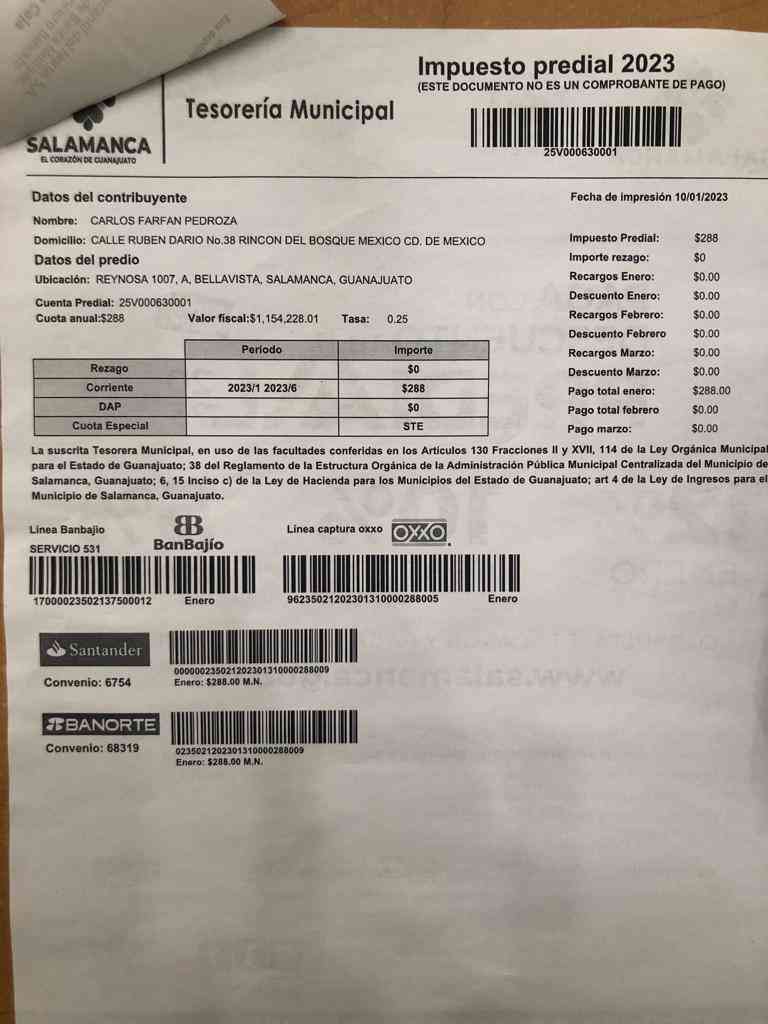 Impuesto predial 2023
(ESTE DOCUMENTO NO ES UN COMPROBANTE DE PAGO)
Tesorería Municipal
25V000630001
SALAMANCA
EL CORAZÓN DE GUANAJUATO
Datos del contribuyente
Fecha de impresión 10/01/2023
Nombre: CARLOS FARFAN PEDROZA
Domicilio: CALLE RUBEN DARIO No.38 RINCON DEL BOSQUE MEXICO CD. DE MEXICO
Datos del predio
Ubicación: REYNOSA 1007, A, BELLAVISTA, SALAMANCA, GUANAJUATO
Cuenta Predial: 25V000630001
Cuota anual:$288 Valor fiscal:$1,154,228.01 Tasa: 0.25
Impuesto Predial: $288
Importe rezago: $0
Recargos Enero: $0.00
Descuento Enero: $0.00
Recargos Febrero: $0.00
Descuento Febrero $0.00
Recargos Marzo: $0.00
Descuento Marzo: $0.00
Pago total enero: $288.00
Pago total febrero $0.00
Pago marzo: $0.00
Periodo Importe
Rezago $0
Corriente 2023/1 2023/6 $288
DAP $0
Cuota Especial STE
La suscrita Tesorera Municipal, en uso de las facultades conferidas en los Artículos 130 Fracciones II y XVII, 114 de la Ley Orgánica Municipal
para el Estado de Guanajuato; 38 del Reglamento de la Estructura Orgánica de la Administración Pública Municipal Centralizada del Municipio de
Salamanca, Guanajuato; 6, 15 Inciso c) de la Ley de Hacienda para los Municipios del Estado de Guanajuato; art 4 de la Ley de Ingresos para el
Municipio de Salamanca, Guanajuato.
Linea Banbajio
SERVICIO 531
BanBajío
Linea captura oxxo
OXXO
17000023502137500012 Enero
96235021202301310000288005 Enero
Santander
Convenio: 6754
0000002350212023013100002880​09
Enero: $288.00 M.N.
BANORTE
Convenio: 68319
023502120230131000028​8009
Enero: $288.00 M.N.